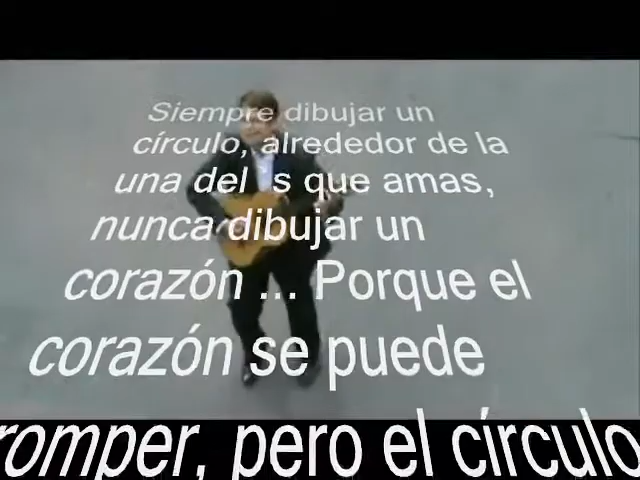 Siempre dibujar un
círculo, alrededor de la
una del 's que amas,
nunca dibujar un
corazón ... Porque el
corazón se puede
romper, pero el círculo